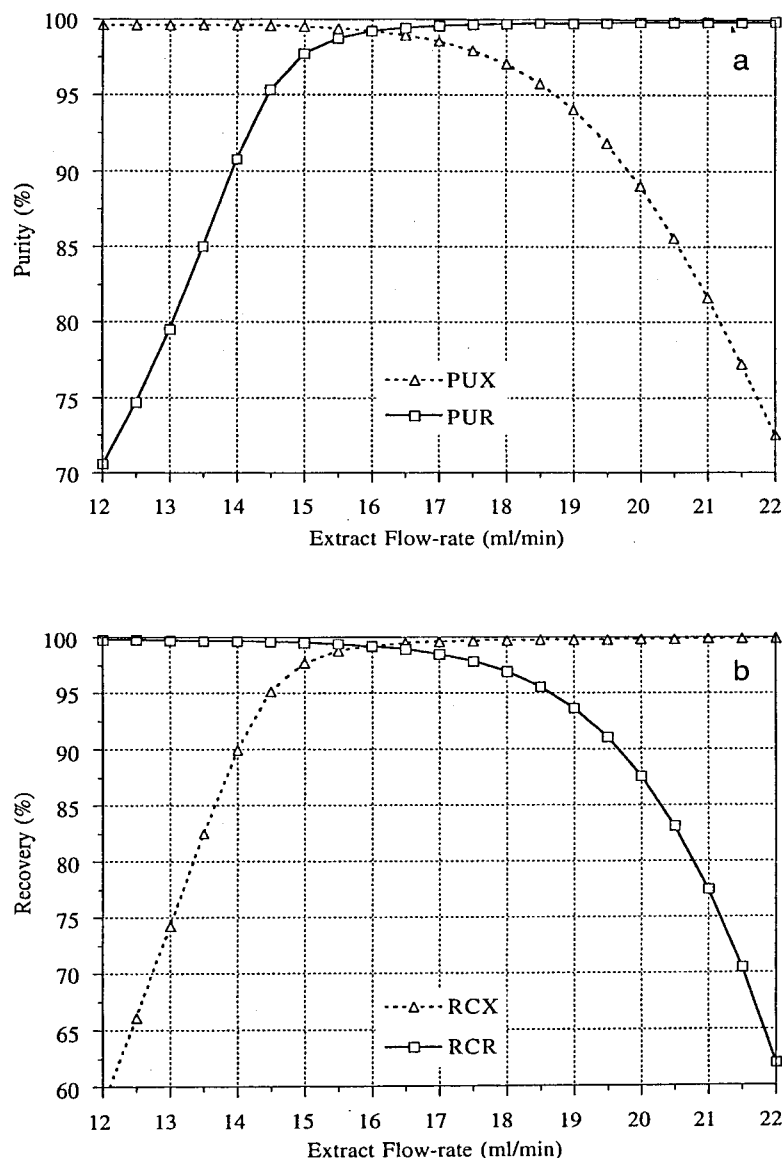 100
95
90
85
80
75
70
Purity (%)
a
PUX
PUR
12 13 14 15 16 17 18 19 20 21 22
Extract Flow-rate (ml/min)
100
95
90
85
80
75
70
65
60
Recovery (%)
b
RCX
RCR
12 13 14 15 16 17 18 19 20 21 22
Extract Flow-rate (ml/min)